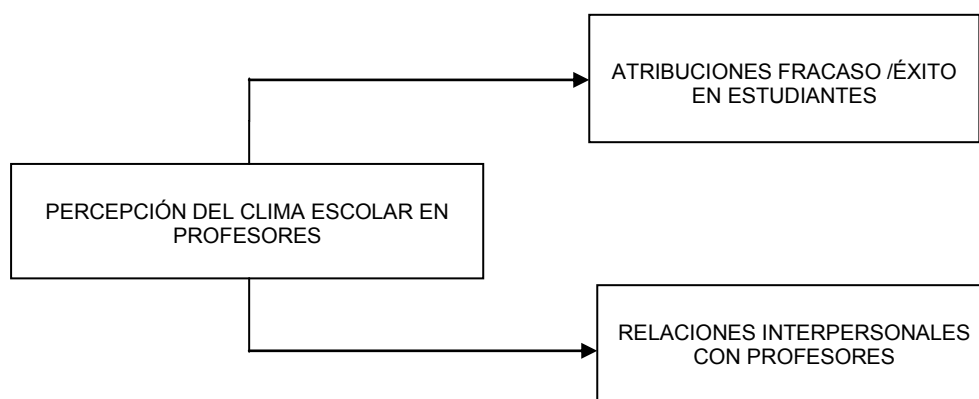 ATRIBUCIONES FRACASO /ÉXITO
EN ESTUDIANTES
PERCEPCIÓN DEL CLIMA ESCOLAR EN
PROFESORES
RELACIONES INTERPERSONALES
CON PROFESORES